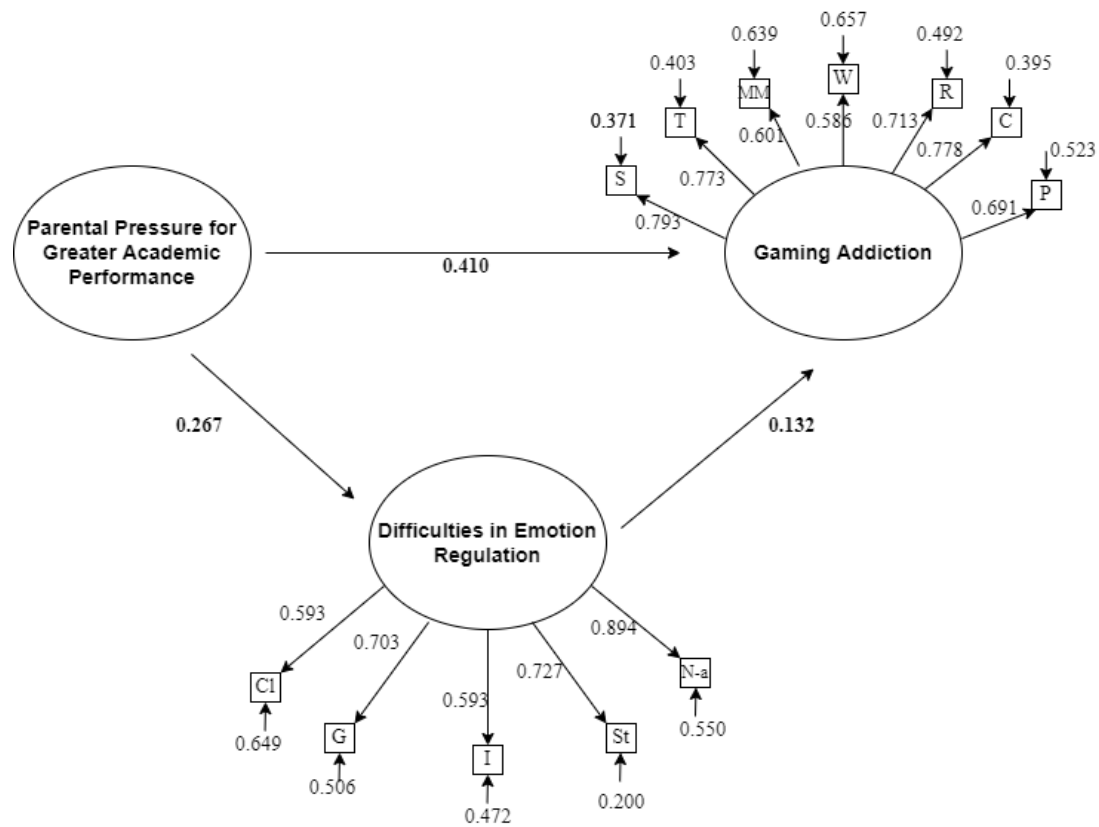 0.657
0.639
0.492
0.403
W
0.395
MM
R
0.371
T
0.586
0.713
C
0.601
0.523
S
0.773
0.778
P
0.793
0.691
Parental Pressure for
Greater Academic
Performance
0.410
Gaming Addiction
0.267
0.132
Difficulties in Emotion
Regulation
0.593
0.703
0.593
0.727
0.894
Cl
G
I
St
N-a
0.649
0.506
0.472
0.200
0.550